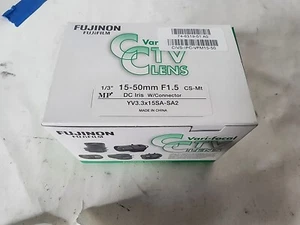 FUJINON
FUJIFILM
Vari
CCTV
LENS
1/3" 15-50mm F1.5 CS-Mt
MP DC Iris W/Connector
YV3.3x15SA-SA2
MADE IN CHINA
FUJINON
FUJIFILM
Vari-focal
CCTV